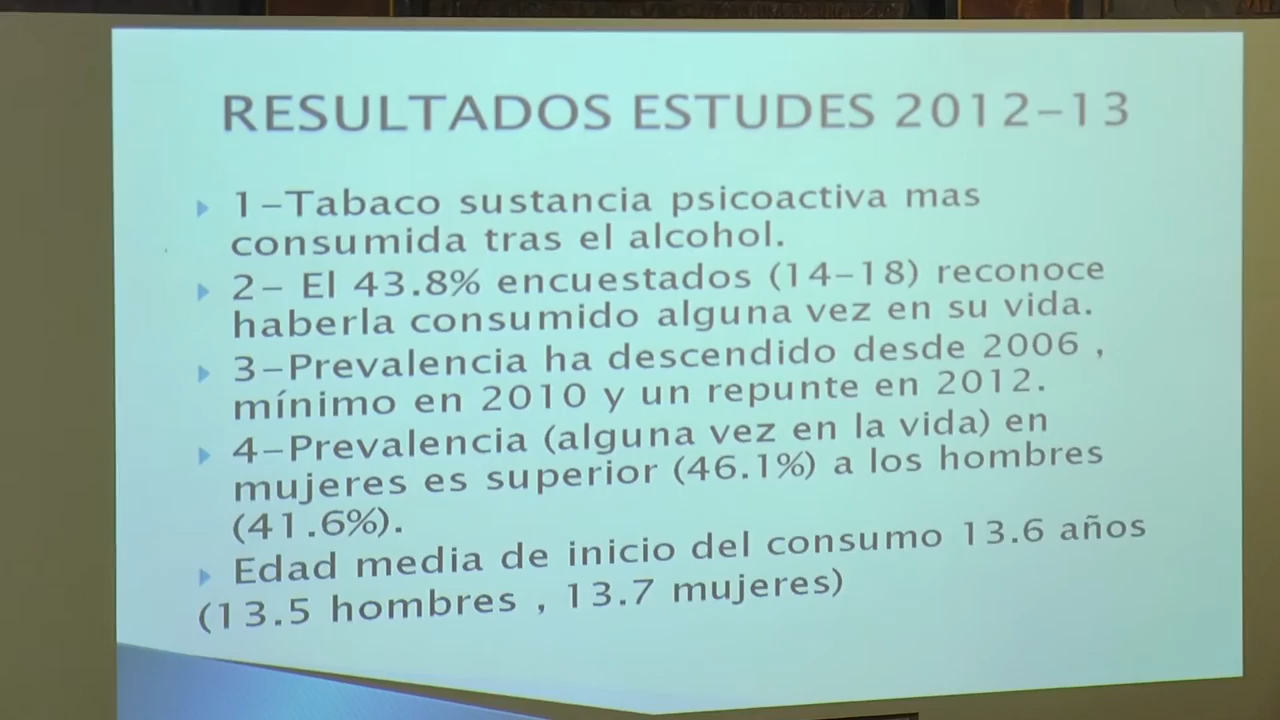 RESULTADOS ESTUDES 2012-13
1-Tabaco sustancia psicoactiva mas
consumida tras el alcohol.
2- El 43.8% encuestados (14-18) reconoce
haberla consumido alguna vez en su vida.
3-Prevalencia ha descendido desde 2006 ,
mínimo en 2010 y un repunte en 2012.
4-Prevalencia (alguna vez en la vida) en
mujeres es superior (46.1%) a los hombres
(41.6%).
Edad media de inicio del consumo 13.6 años
(13.5 hombres , 13.7 mujeres)